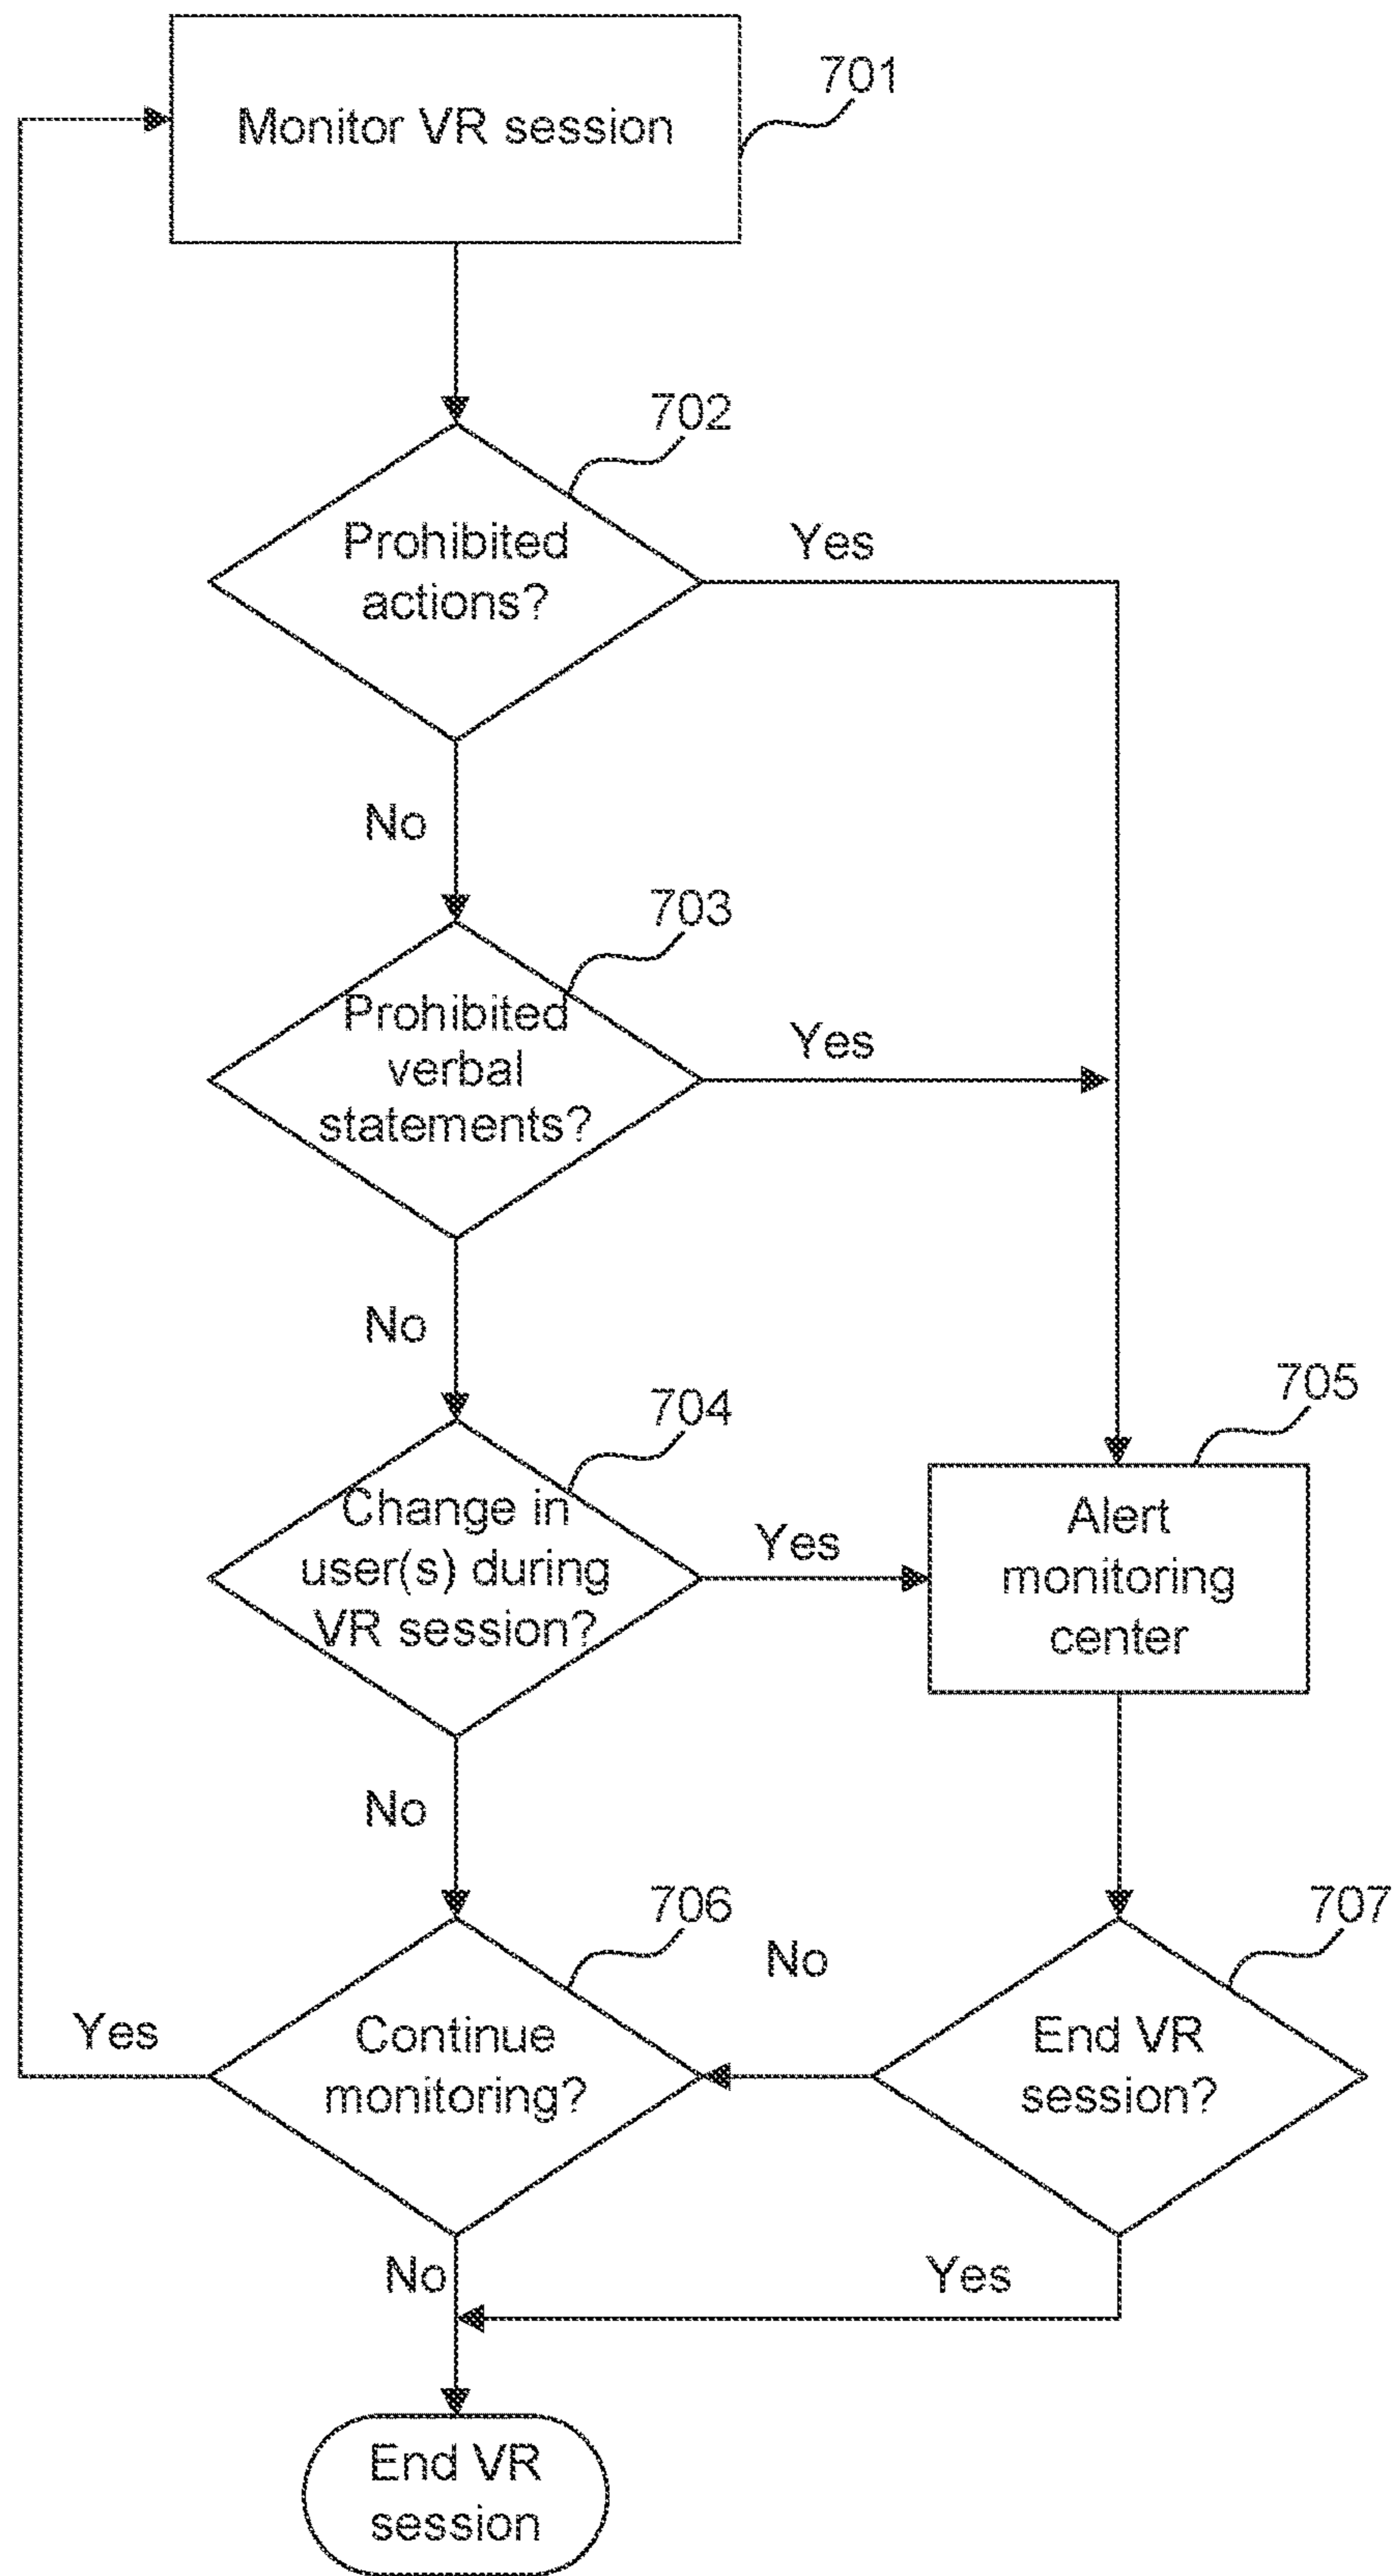 701
Monitor VR session
702
Prohibited
actions?
Yes
No
703
Prohibited
verbal
statements?
Yes
No
704
Change in
user(s) during
VR session?
Yes
705
Alert
monitoring
center
No
706
Continue
monitoring?
Yes
No
707
End VR
session?
No
Yes
End VR
session